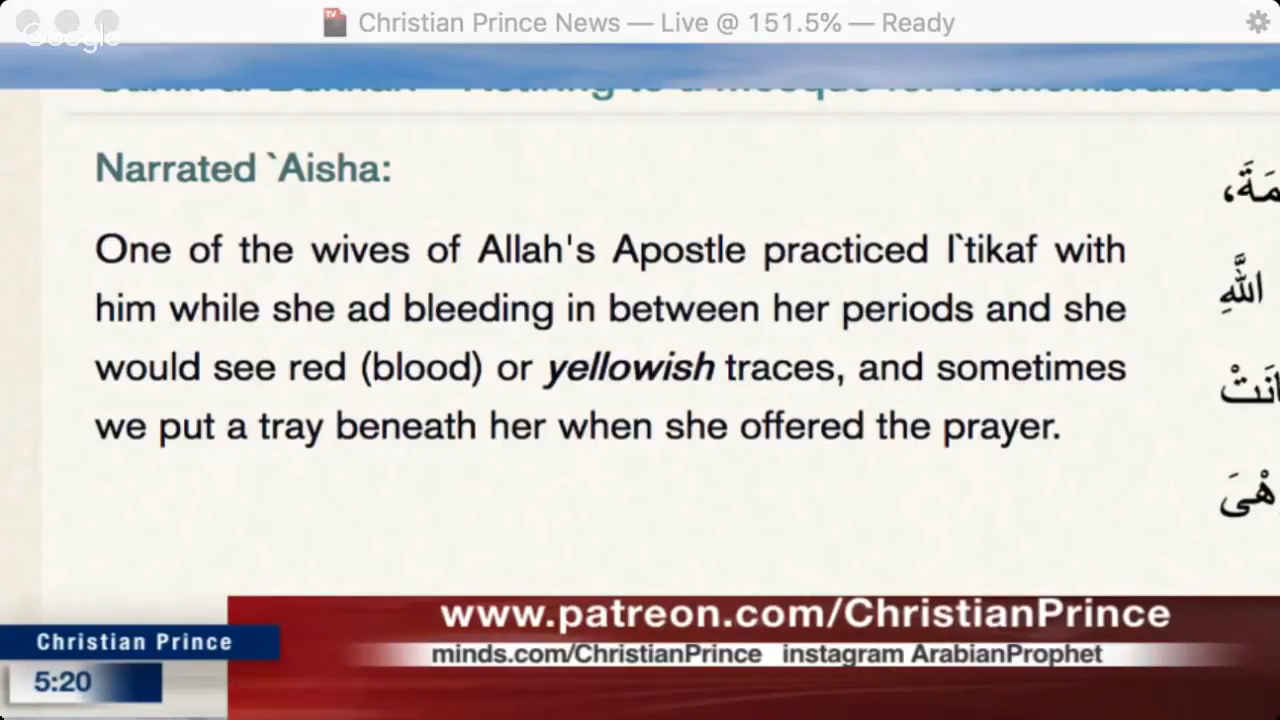 Christian Prince News — Live @ 151.5% — Ready
Google
Narrated `Aisha:
One of the wives of Allah's Apostle practiced I`tikaf with
him while she ad bleeding in between her periods and she
would see red (blood) or yellowish traces, and sometimes
we put a tray beneath her when she offered the prayer.
اللَّهِ
www.patreon.com/ChristianPrince
Christian Prince
minds.com/ChristianPrince instagram ArabianProphet
5:20